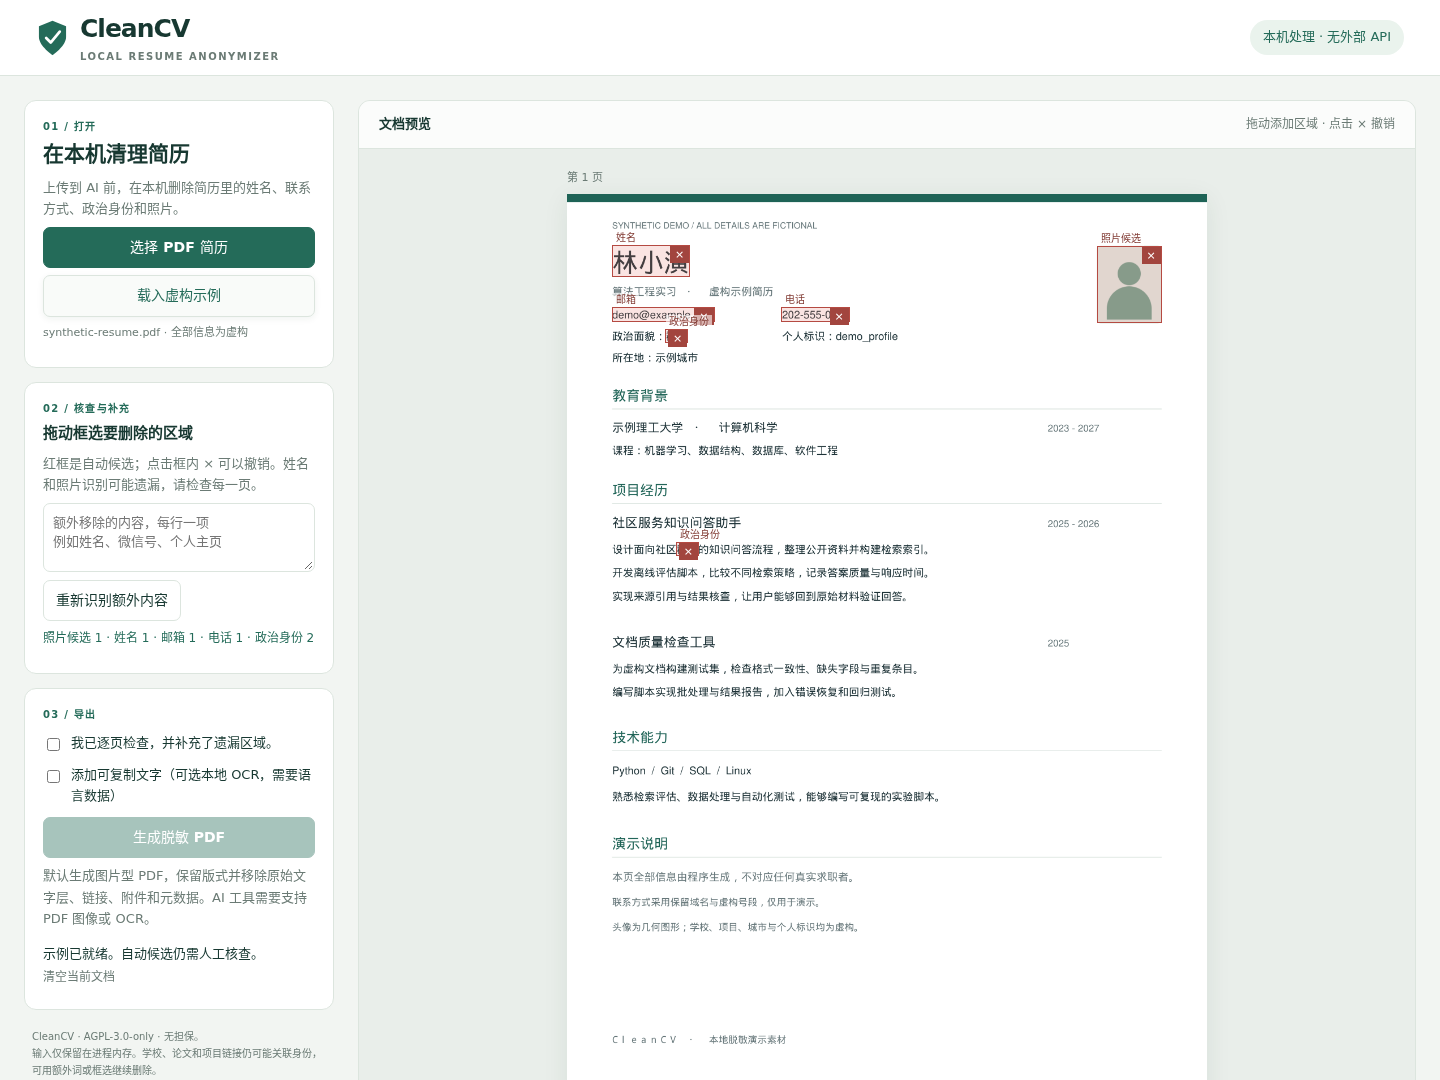 CleanCV
LOCAL RESUME ANONYMIZER
本机处理 · 无外部 API
01 / 打开
在本机清理简历
上传到 AI 前，在本机删除简历里的姓名、联系
方式、政治身份和照片。
选择 PDF 简历
载入虚构示例
synthetic-resume.pdf · 全部信息为虚构
02 / 核查与补充
拖动框选要删除的区域
红框是自动候选；点击框内 × 可以撤销。姓名
和照片识别可能遗漏，请检查每一页。
额外移除的内容，每行一项
例如姓名、微信号、个人主页
重新识别额外内容
照片候选 1 · 姓名 1 · 邮箱 1 · 电话 1 · 政治身份 2
03 / 导出
我已逐页检查，并补充了遗漏区域。
添加可复制文字（可选本地 OCR，需要语
言数据）
生成脱敏 PDF
默认生成图片型 PDF，保留版式并移除原始文
字层、链接、附件和元数据。AI 工具需要支持
PDF 图像或 OCR。
示例已就绪。自动候选仍需人工核查。
清空当前文档
CleanCV · AGPL-3.0-only · 无担保。
输入仅保留在进程内存。学校、论文和项目链接仍可能关联身份，
可用额外词或框选继续删除。
文档预览
拖动添加区域 · 点击 × 撤销
第 1 页
SYNTHETIC DEMO / ALL DETAILS ARE FICTIONAL
姓名
林小演 ×
照片候选
×
算法工程实习 · 虚构示例简历
邮箱
电话
demo@example ×
202-555-0 ×
政治身份
政治面貌： ×
个人标识：demo_profile
所在地：示例城市
教育背景
示例理工大学 · 计算机科学
2023 - 2027
课程：机器学习、数据结构、数据库、软件工程
项目经历
社区服务知识问答助手
2025 - 2026
政治身份
设计面向社区 × 的知识问答流程，整理公开资料并构建检索索引。
开发离线评估脚本，比较不同检索策略，记录答案质量与响应时间。
实现来源引用与结果核查，让用户能够回到原始材料验证回答。
文档质量检查工具
2025
为虚构文档构建测试集，检查格式一致性、缺失字段与重复条目。
编写脚本实现批处理与结果报告，加入错误恢复和回归测试。
技术能力
Python / Git / SQL / Linux
熟悉检索评估、数据处理与自动化测试，能够编写可复现的实验脚本。
演示说明
本页全部信息由程序生成，不对应任何真实求职者。
联系方式采用保留域名与虚构号段，仅用于演示。
头像为几何图形；学校、项目、城市与个人标识均为虚构。
CleanCV · 本地脱敏演示素材